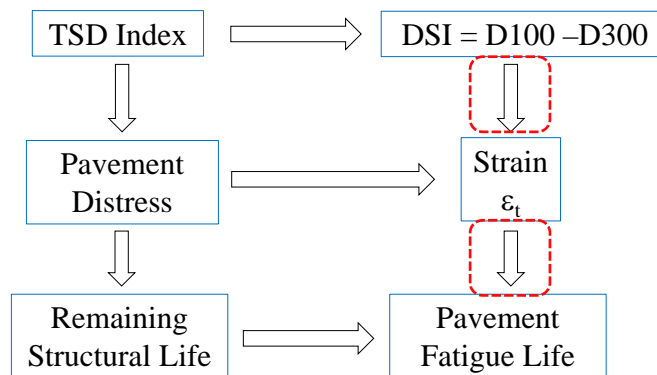 TSD Index
DSI = D100 –D300
Pavement
Distress
Strain
εt
Remaining
Structural Life
Pavement
Fatigue Life